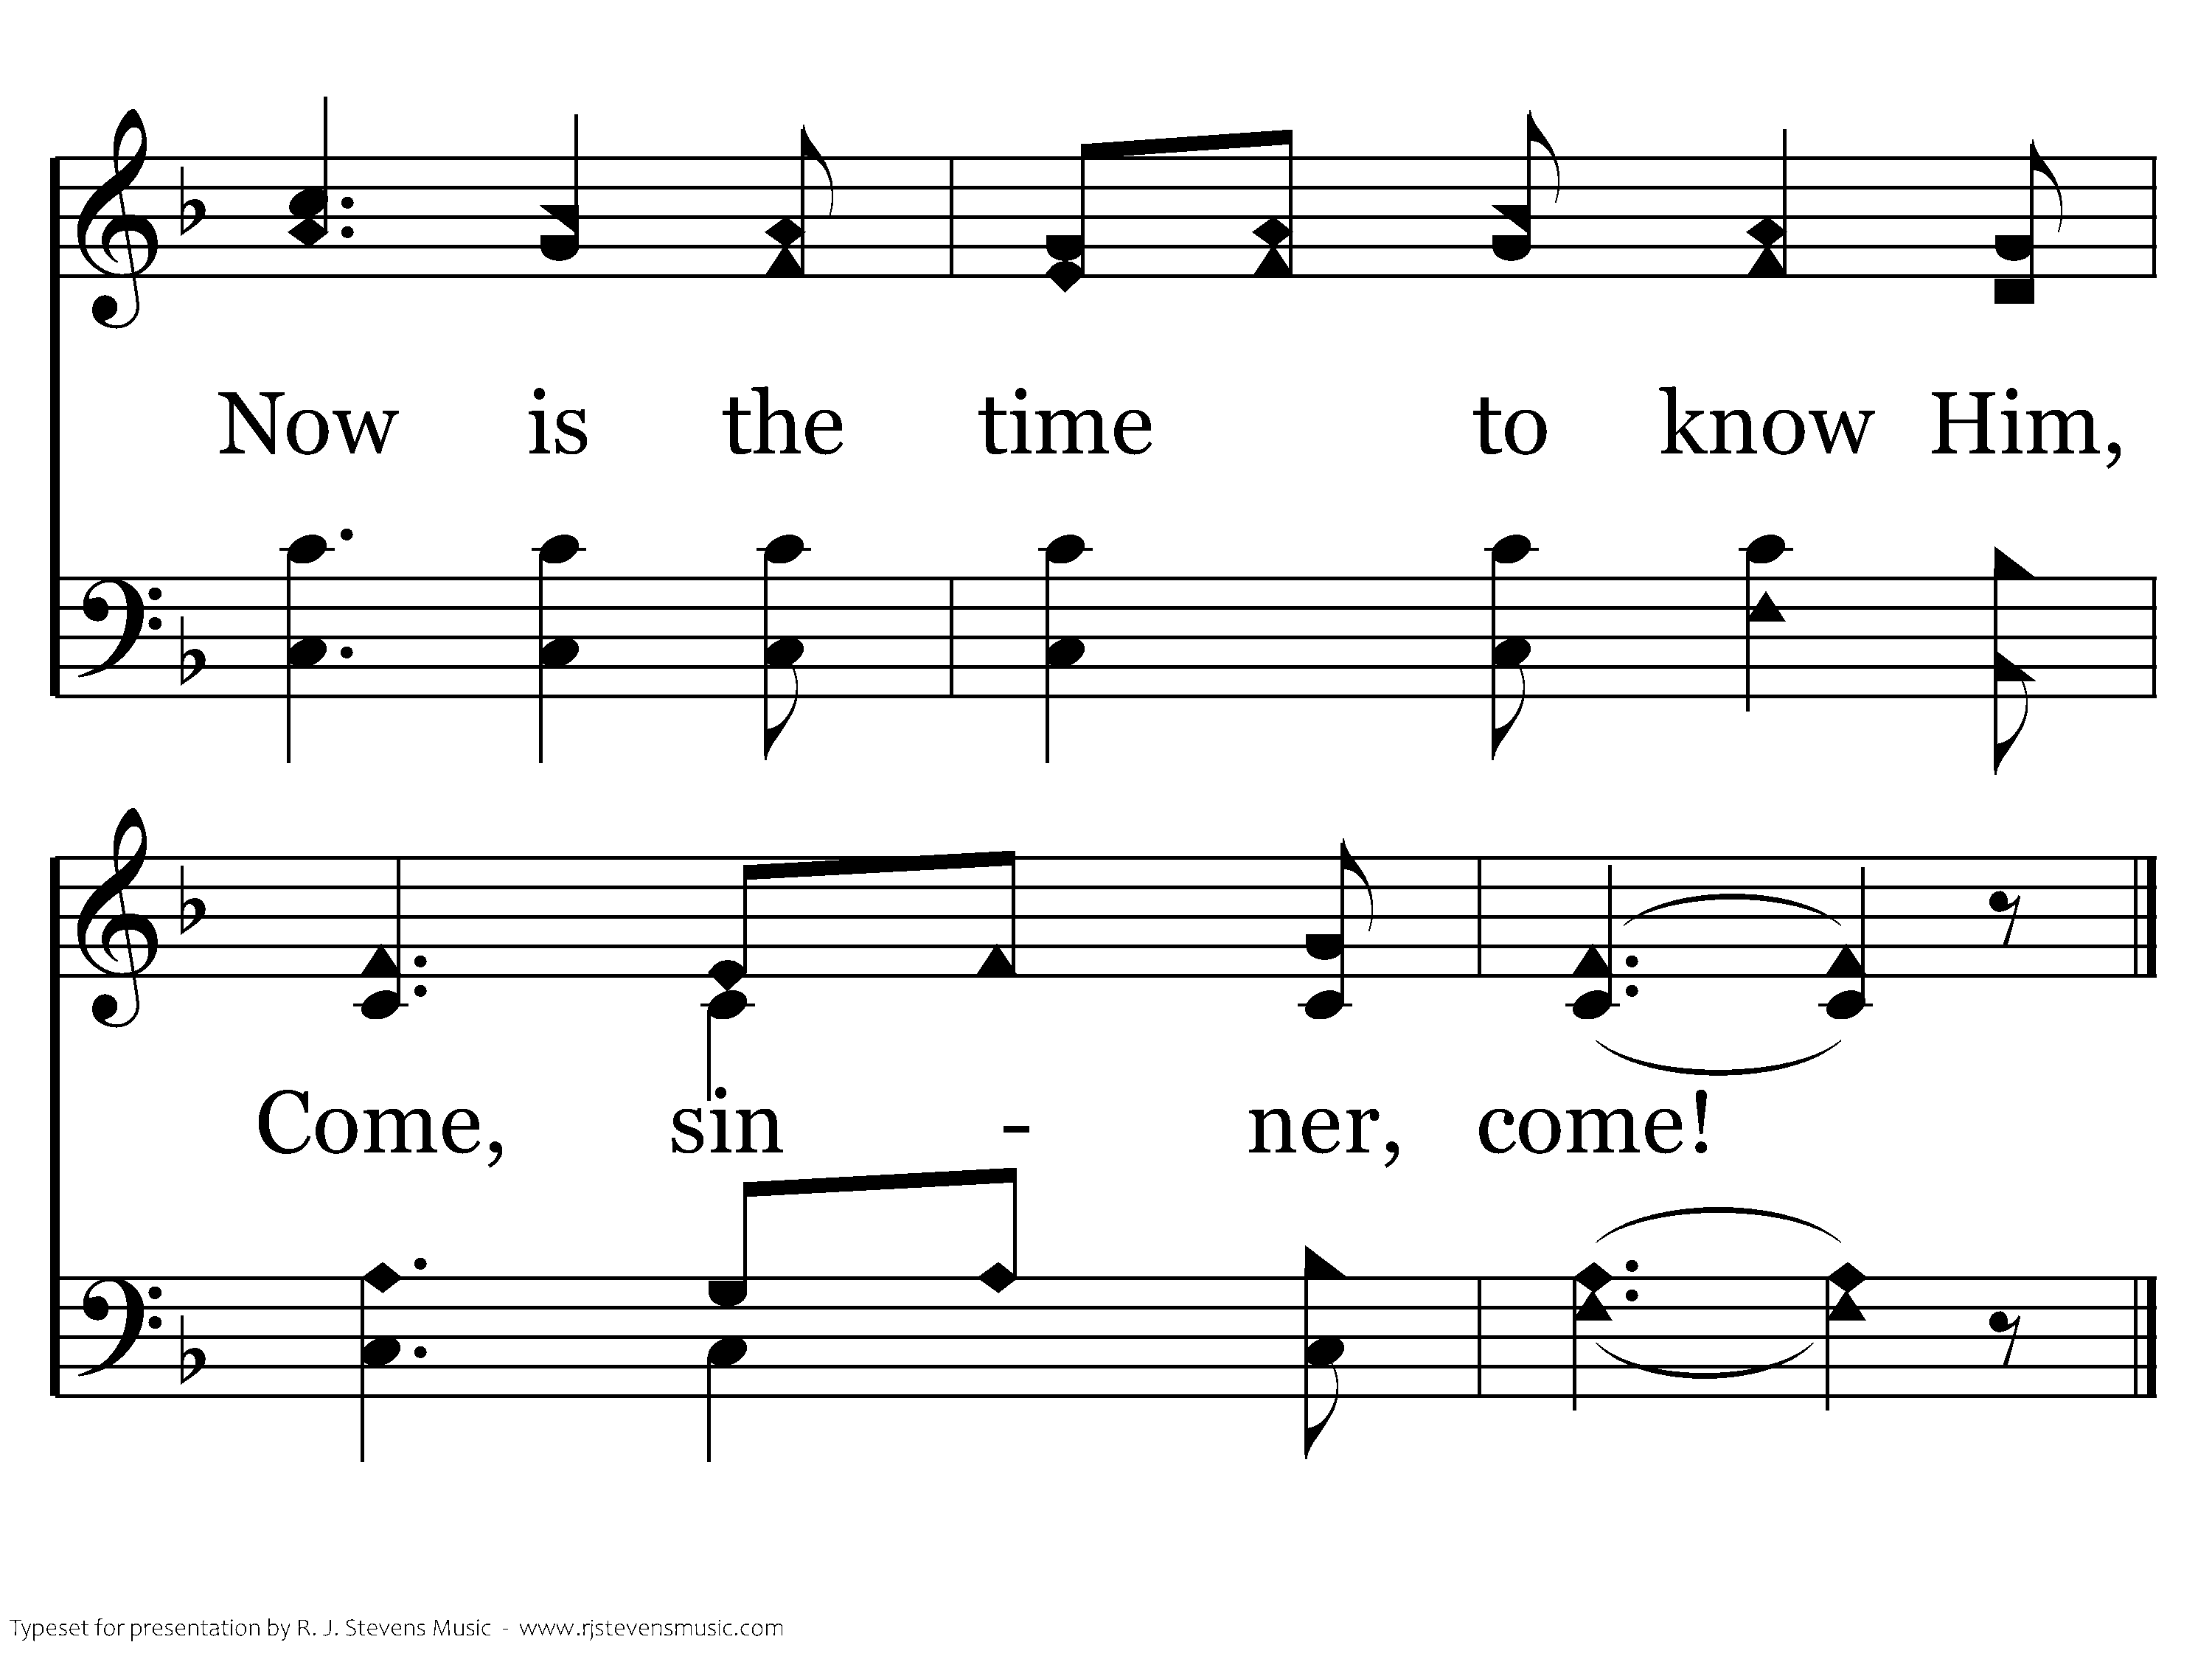 Now is the time to know Him,
Come, sin - ner, come!
Typeset for presentation by R. J. Stevens Music - www.rjstevensmusic.com